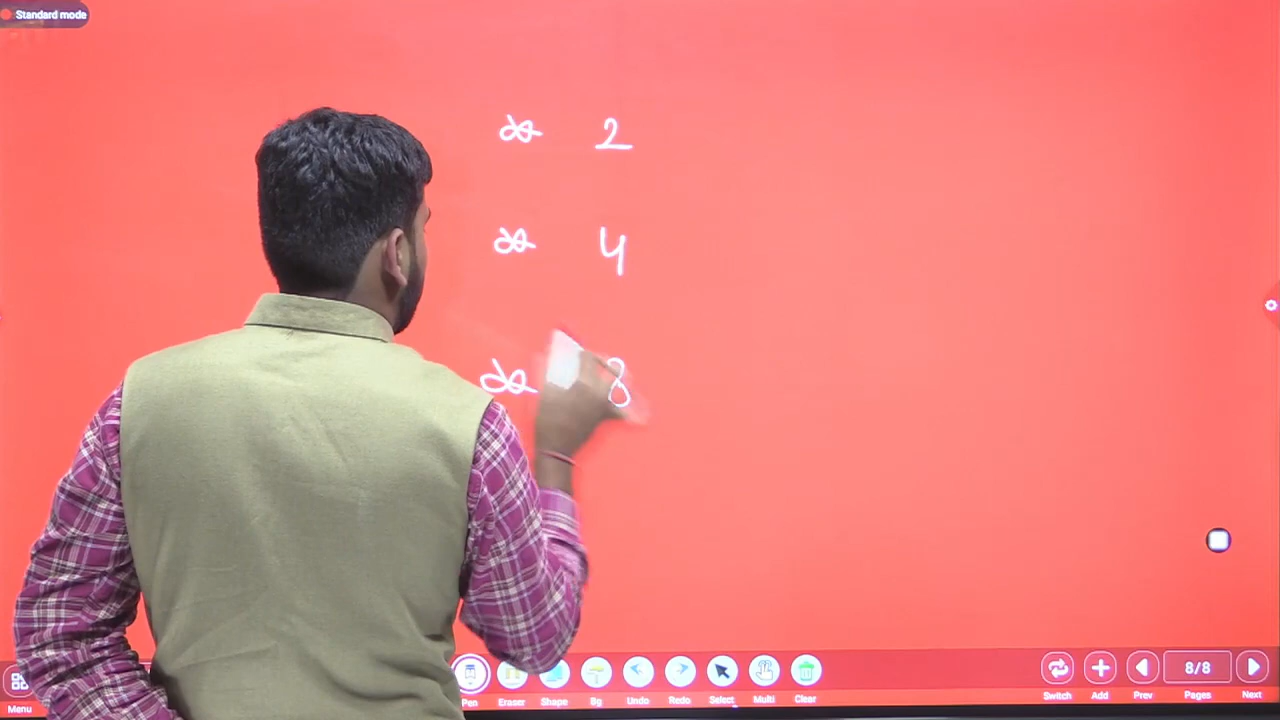 Standard mode
* 2
* 4
* 8
Menu Pen Eraser Shape Bg Undo Redo Select Multi Clear Switch Add Prev 8/8 Pages Next